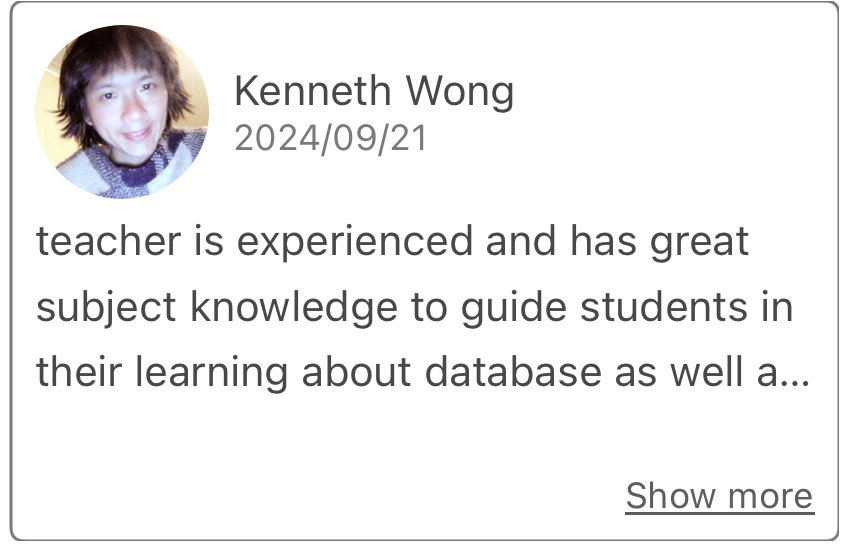 Kenneth Wong
2024/09/21
teacher is experienced and has great
subject knowledge to guide students in
their learning about database as well a...
Show more